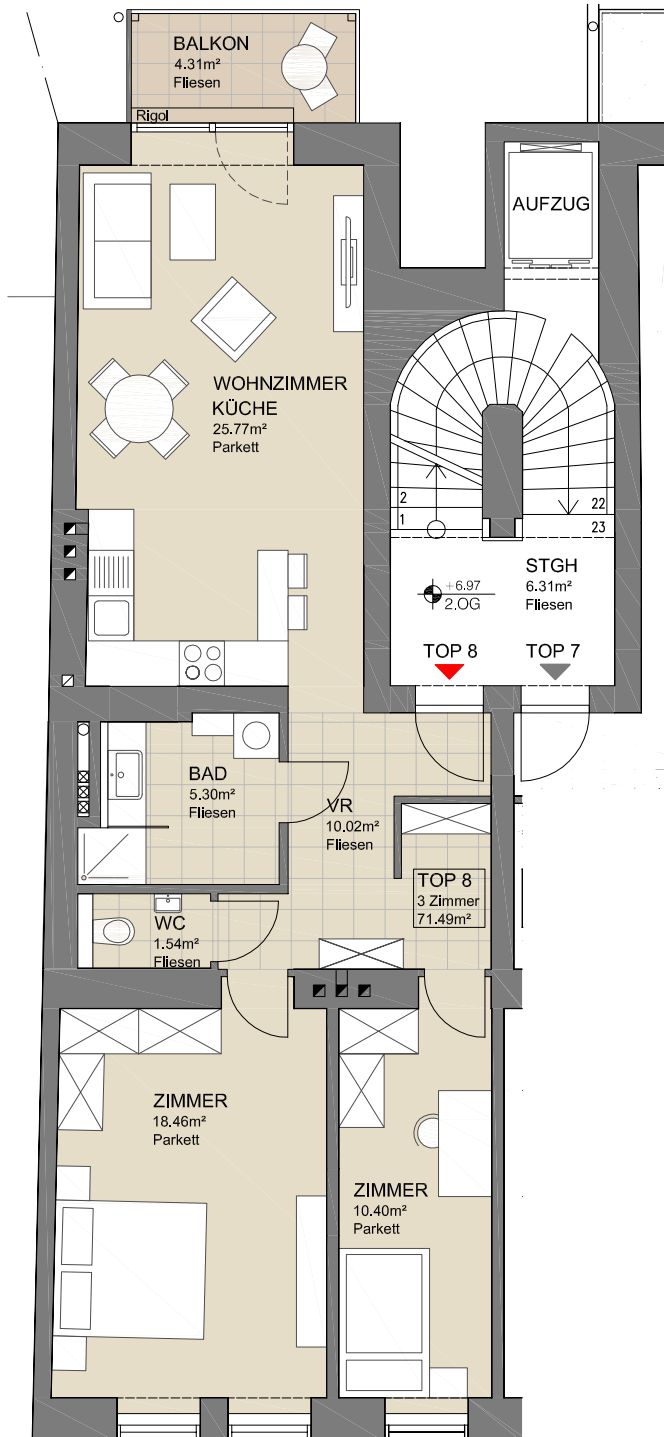 BALKON
4.31m²
Fliesen
Rigol
AUFZUG
WOHNZIMMER
KÜCHE
25.77m²
Parkett
2
1
22
23
STGH
6.31m²
Fliesen
+6.97
2.OG
TOP 8
TOP 7
BAD
5.30m²
Fliesen
VR
10.02m²
Fliesen
TOP 8
3 Zimmer
71.49m²
WC
1.54m²
Fliesen
ZIMMER
18.46m²
Parkett
ZIMMER
10.40m²
Parkett